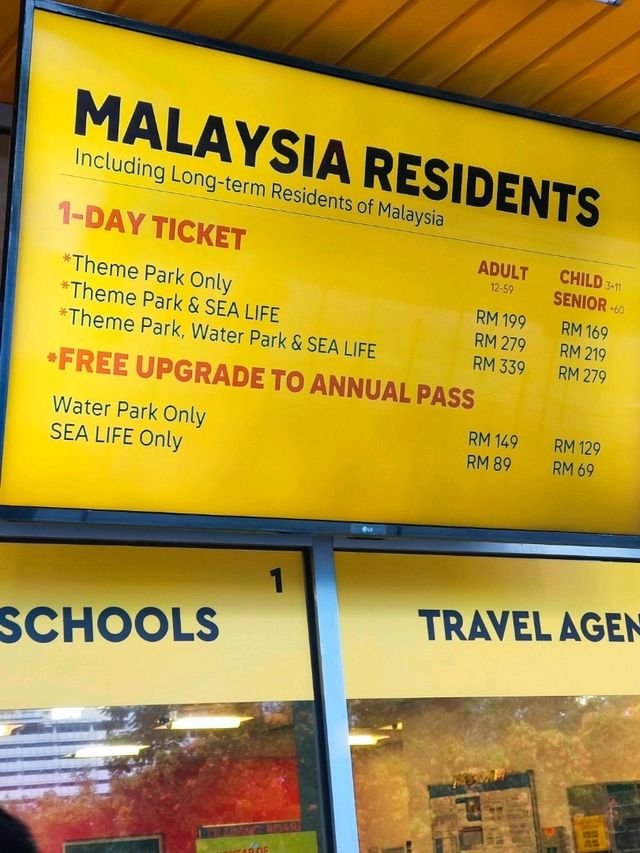 MALAYSIA RESIDENTS
Including Long-term Residents of Malaysia
1-DAY TICKET
ADULT CHILD 3+11
12-59 SENIOR +60
*Theme Park Only RM 199 RM 169
*Theme Park & SEA LIFE RM 279 RM 219
*Theme Park, Water Park & SEA LIFE RM 339 RM 279
*FREE UPGRADE TO ANNUAL PASS
Water Park Only RM 149 RM 129
SEA LIFE Only RM 89 RM 69
LG
1
SCHOOLS TRAVEL AGEN